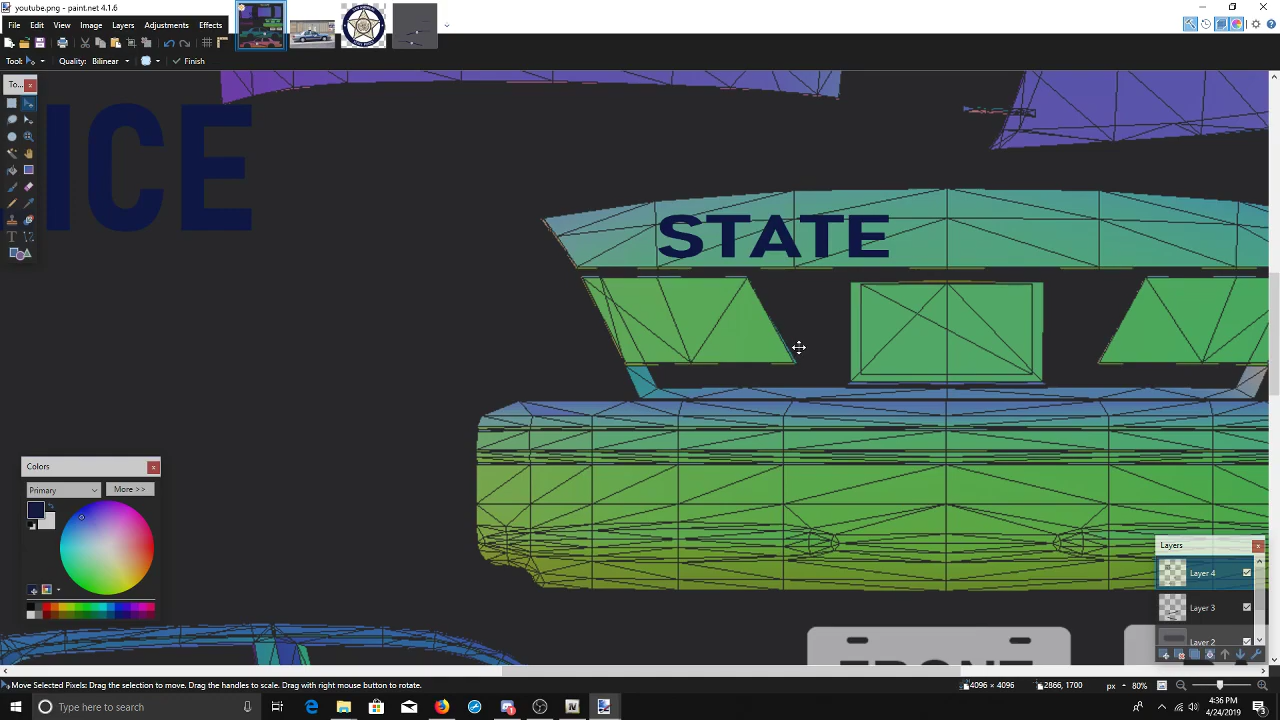 youtube.png - paint.net 4.1.6
File Edit View Image Layers Adjustments Effects
Tool Quality: Bilinear Finish
To...
ICE
STATE
Colors
Primary More >>
Layers
Layer 4
Layer 3
Layer 2
Move Selected Pixels: Drag the selection to move. Drag the handles to scale. Drag with right mouse button to rotate. 4096 × 4096 2866, 1700 px 80%
Type here to search
4:36 PM
4/24/2019